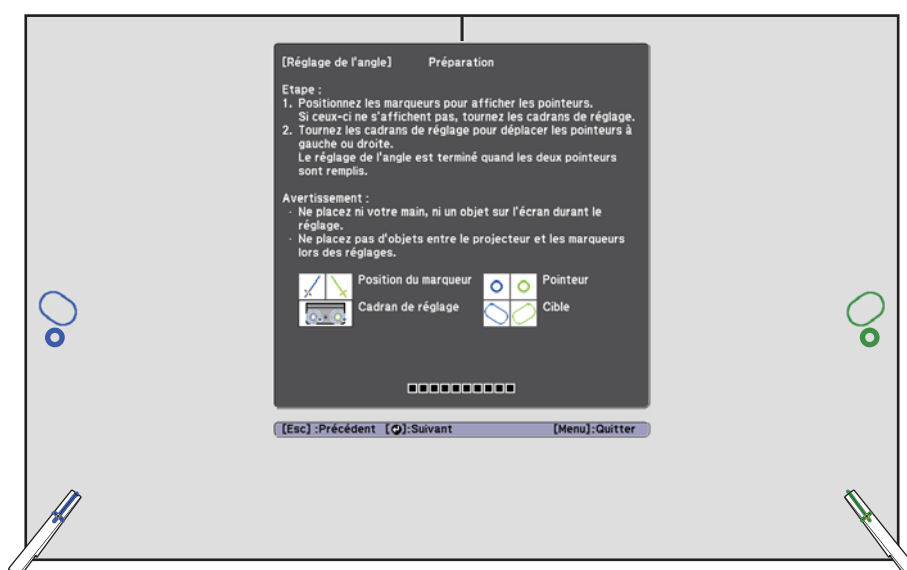 [Réglage de l'angle] Préparation
Etape :
1. Positionnez les marqueurs pour afficher les pointeurs.
Si ceux-ci ne s'affichent pas, tournez les cadrans de réglage.
2. Tournez les cadrans de réglage pour déplacer les pointeurs à
gauche ou droite.
Le réglage de l'angle est terminé quand les deux pointeurs
sont remplis.
Avertissement :
· Ne placez ni votre main, ni un objet sur l'écran durant le
réglage.
· Ne placez pas d'objets entre le projecteur et les marqueurs
lors des réglages.
Position du marqueur Pointeur
Cadran de réglage Cible
[Esc] :Précédent [⏎]:Suivant [Menu]:Quitter